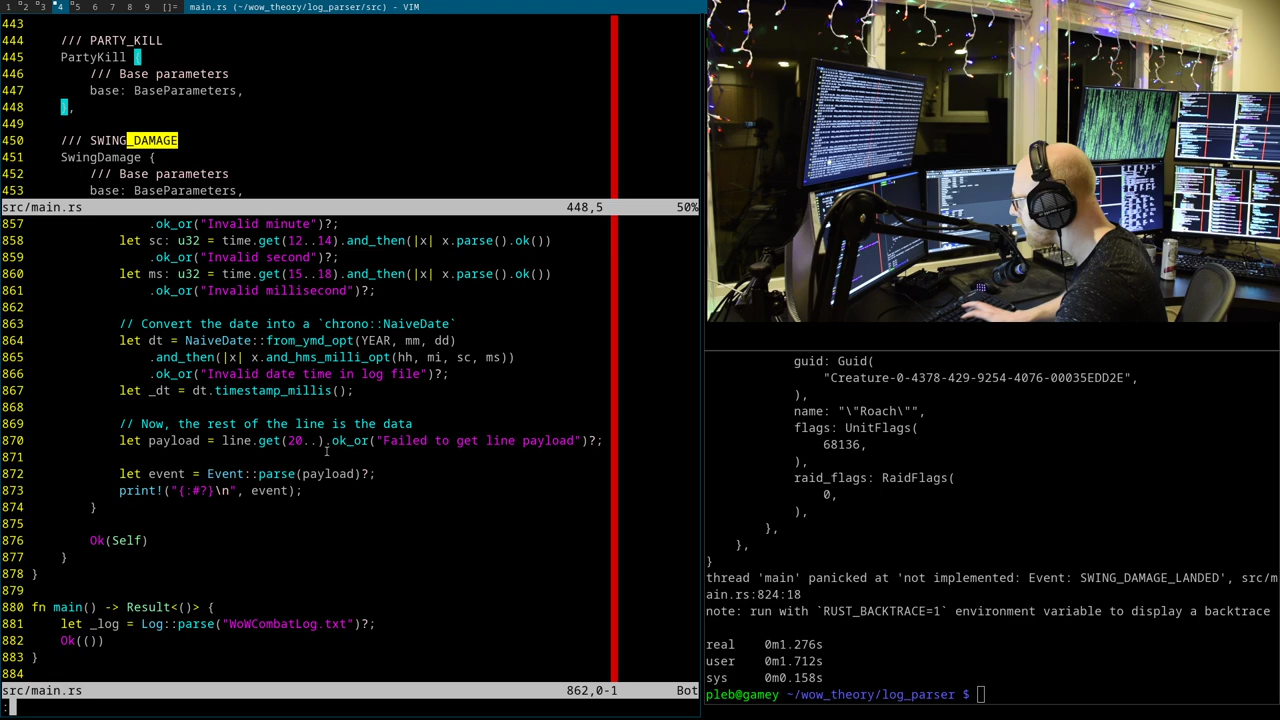 1 2 3 4 5 6 7 8 9 []= main.rs (~/wow_theory/log_parser/src) - VIM
443
444 /// PARTY_KILL
445 PartyKill {
446 /// Base parameters
447 base: BaseParameters,
448 },
449
450 /// SWING_DAMAGE
451 SwingDamage {
452 /// Base parameters
453 base: BaseParameters,
src/main.rs 448,5 50%
857 .ok_or("Invalid minute")?;
858 let sc: u32 = time.get(12..14).and_then(|x| x.parse().ok())
859 .ok_or("Invalid second")?;
860 let ms: u32 = time.get(15..18).and_then(|x| x.parse().ok())
861 .ok_or("Invalid millisecond")?;
862
863 // Convert the date into a `chrono::NaiveDate`
864 let dt = NaiveDate::from_ymd_opt(YEAR, mm, dd)
865 .and_then(|x| x.and_hms_milli_opt(hh, mi, sc, ms))
866 .ok_or("Invalid date time in log file")?;
867 let _dt = dt.timestamp_millis();
868
869 // Now, the rest of the line is the data
870 let payload = line.get(20..).ok_or("Failed to get line payload")?;
871
872 let event = Event::parse(payload)?;
873 print!("{:#?}\n", event);
874 }
875
876 Ok(Self)
877 }
878 }
879
880 fn main() -> Result<()> {
881 let _log = Log::parse("WoWCombatLog.txt")?;
882 Ok(())
883 }
884
src/main.rs 862,0-1 Bot
:
guid: Guid(
"Creature-0-4378-429-9254-4076-00035EDD2E",
),
name: "\"Roach\"",
flags: UnitFlags(
68136,
),
raid_flags: RaidFlags(
0,
),
},
},
}
thread 'main' panicked at 'not implemented: Event: SWING_DAMAGE_LANDED', src/m
ain.rs:824:18
note: run with `RUST_BACKTRACE=1` environment variable to display a backtrace
real 0m1.276s
user 0m1.712s
sys 0m0.158s
pleb@gamey ~/wow_theory/log_parser $